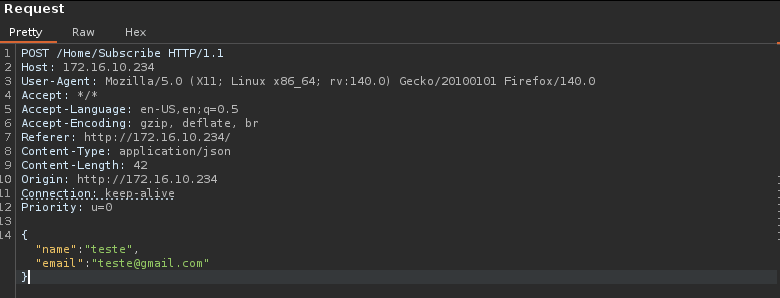 Request
Pretty Raw Hex
1 POST /Home/Subscribe HTTP/1.1
2 Host: 172.16.10.234
3 User-Agent: Mozilla/5.0 (X11; Linux x86_64; rv:140.0) Gecko/20100101 Firefox/140.0
4 Accept: */*
5 Accept-Language: en-US,en;q=0.5
6 Accept-Encoding: gzip, deflate, br
7 Referer: http://172.16.10.234/
8 Content-Type: application/json
9 Content-Length: 42
10 Origin: http://172.16.10.234
11 Connection: keep-alive
12 Priority: u=0
13
14 {
"name":"teste",
"email":"teste@gmail.com"
}